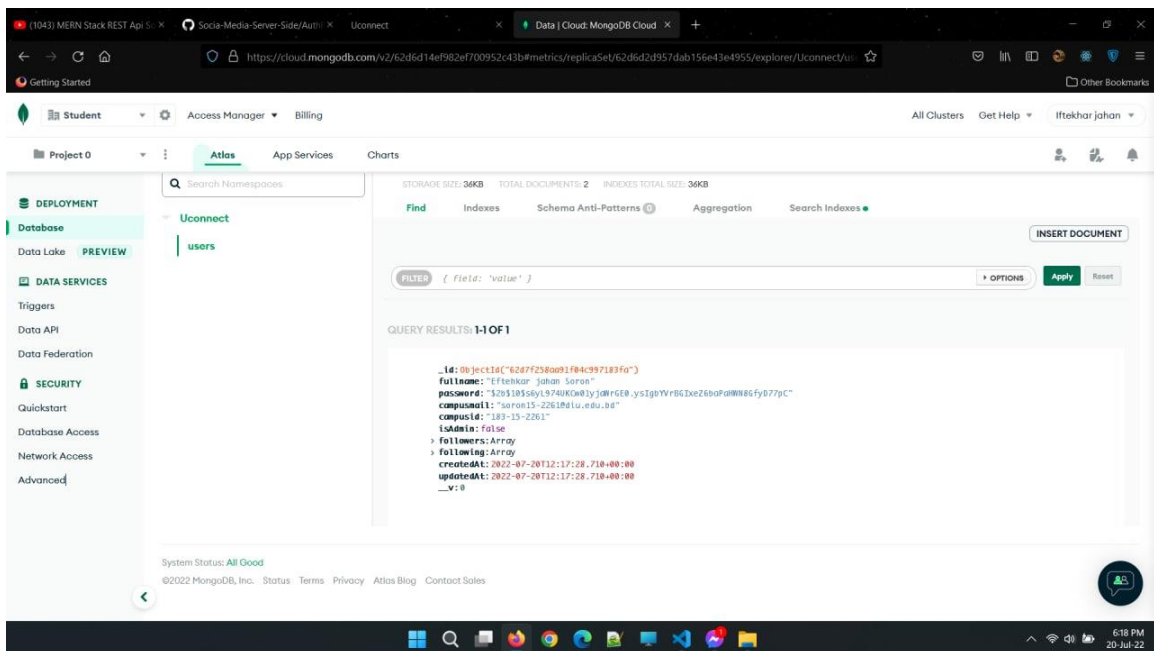 (1043) MERN Stack REST Api Se
Socia-Media-Server-Side/Auth
Uconnect
Data | Cloud: MongoDB Cloud
https://cloud.mongodb.com/v2/62d6d14ef982ef700952c43b#metrics/replicaSet/62d6d2d957dab156e43e4955/explorer/Uconnect/us
Getting Started
Other Bookmarks
Student
Access Manager
Billing
All Clusters
Get Help
Iftekhar jahan
Project 0
Atlas
App Services
Charts
DEPLOYMENT
Database
Data Lake PREVIEW
DATA SERVICES
Triggers
Data API
Data Federation
SECURITY
Quickstart
Database Access
Network Access
Advanced
Search Namespaces
Uconnect
users
STORAGE SIZE: 36KB TOTAL DOCUMENTS: 2 INDEXES TOTAL SIZE: 36KB
Find Indexes Schema Anti-Patterns 0 Aggregation Search Indexes
INSERT DOCUMENT
FILTER { field: 'value' } OPTIONS Apply Reset
QUERY RESULTS: 1-1 OF 1
_id: ObjectId("62d7f258aa91f04c997183fa")
fullname: "Eftehkar jahan Soron"
password:
campusmail: "soron15-2261@diu.edu.bd"
campusid: "183-15-2261"
isAdmin: false
followers: Array
following: Array
createdAt: 2022-07-20T12:17:28.710+00:00
updatedAt: 2022-07-20T12:17:28.710+00:00
__v: 0
System Status: All Good
©2022 MongoDB, Inc. Status Terms Privacy Atlas Blog Contact Sales
6:18 PM
20-Jul-22